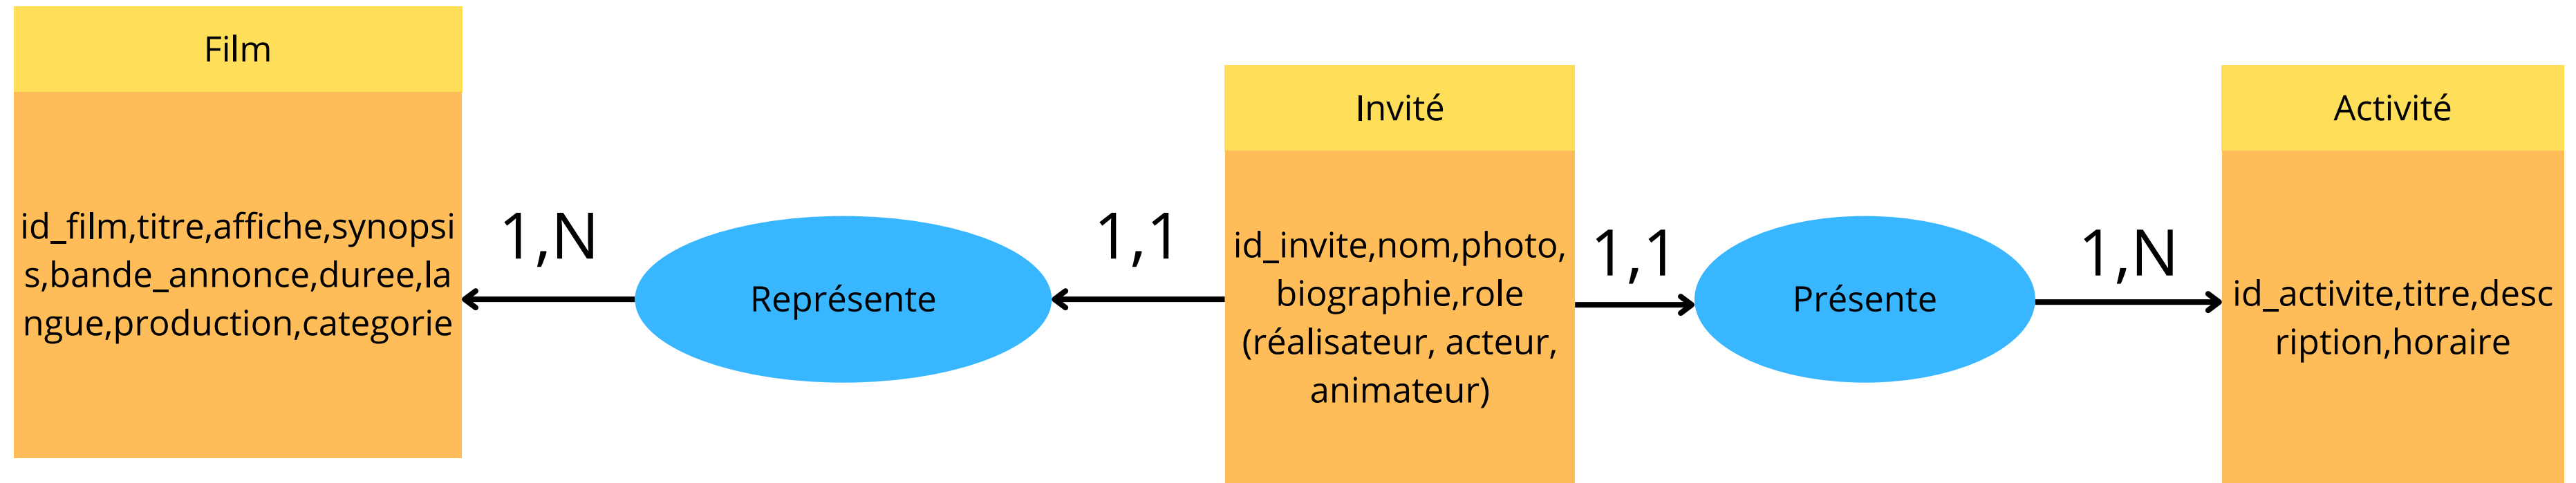 Film
id_film,titre,affiche,synopsi
s,bande_annonce,duree,la
ngue,production,categorie
1,N
Représente
1,1
Invité
id_invite,nom,photo,
biographie,role
(réalisateur, acteur,
animateur)
1,1
Présente
1,N
Activité
id_activite,titre,desc
ription,horaire